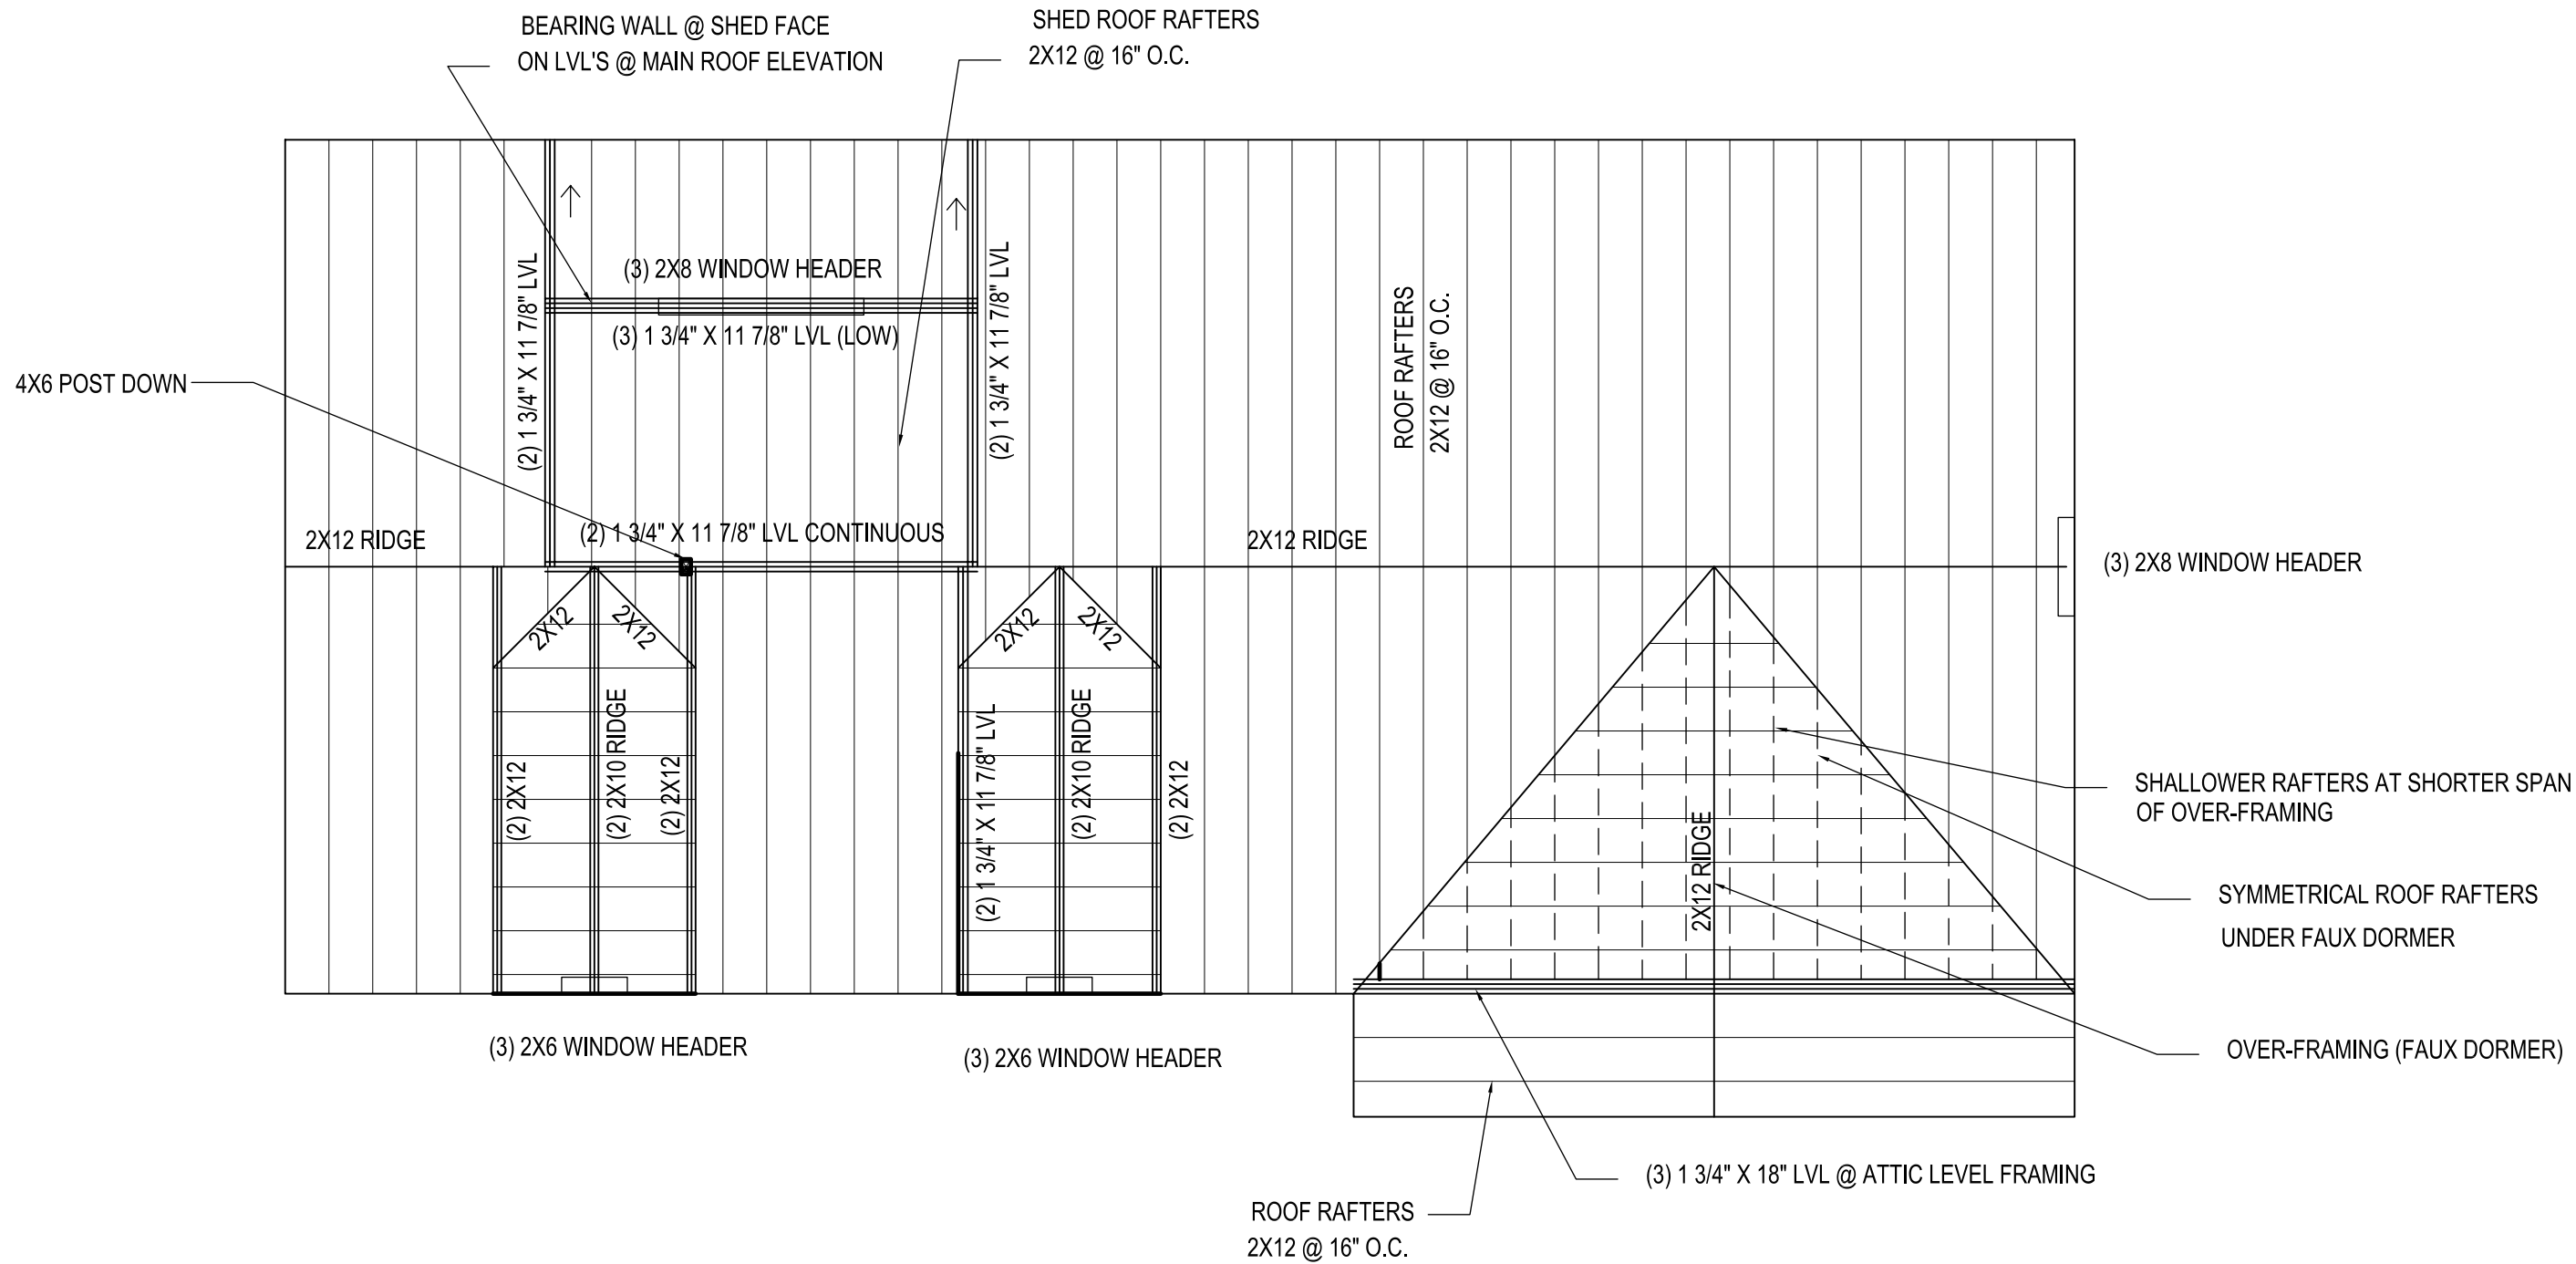 BEARING WALL @ SHED FACE
ON LVL'S @ MAIN ROOF ELEVATION
SHED ROOF RAFTERS
2X12 @ 16" O.C.
(3) 2X8 WINDOW HEADER
(3) 1 3/4" X 11 7/8" LVL (LOW)
(2) 1 3/4" X 11 7/8" LVL
(2) 1 3/4" X 11 7/8" LVL
ROOF RAFTERS
2X12 @ 16" O.C.
4X6 POST DOWN
2X12 RIDGE
(2) 1 3/4" X 11 7/8" LVL CONTINUOUS
2X12 RIDGE
(3) 2X8 WINDOW HEADER
2X12
2X12
2X12
2X12
(2) 2X12
(2) 2X10 RIDGE
(2) 2X12
(2) 1 3/4" X 11 7/8" LVL
(2) 2X10 RIDGE
(2) 2X12
2X12 RIDGE
SHALLOWER RAFTERS AT SHORTER SPAN
OF OVER-FRAMING
SYMMETRICAL ROOF RAFTERS
UNDER FAUX DORMER
OVER-FRAMING (FAUX DORMER)
(3) 2X6 WINDOW HEADER
(3) 2X6 WINDOW HEADER
(3) 1 3/4" X 18" LVL @ ATTIC LEVEL FRAMING
ROOF RAFTERS
2X12 @ 16" O.C.